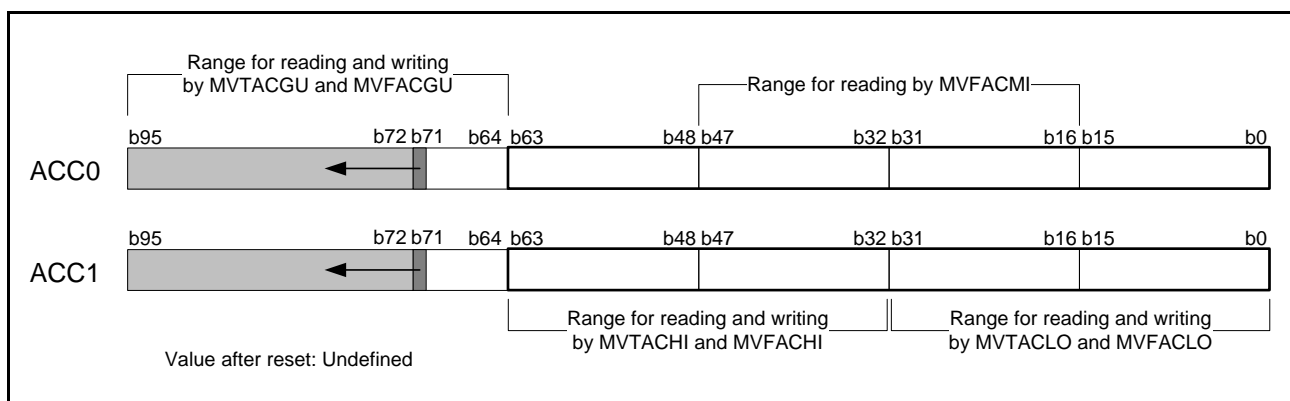 Range for reading and writing
by MVTACGU and MVFACGU
Range for reading by MVFACMI
b95 b72 b71 b64 b63 b48 b47 b32 b31 b16 b15 b0
ACC0
b95 b72 b71 b64 b63 b48 b47 b32 b31 b16 b15 b0
ACC1
Range for reading and writing
by MVTACHI and MVFACHI
Range for reading and writing
by MVTACLO and MVFACLO
Value after reset: Undefined